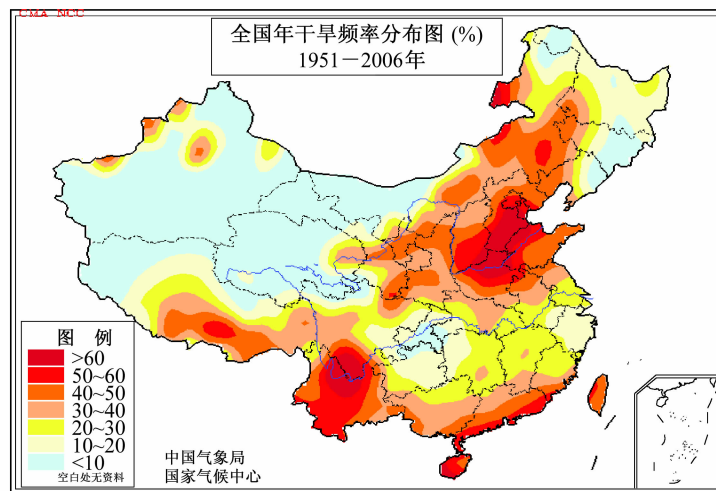 CMA NCC
全国年干旱频率分布图 (%)
1951－2006年
图 例
>60
50~60
40~50
30~40
20~30
10~20
<10
空白处无资料
中国气象局
国家气候中心